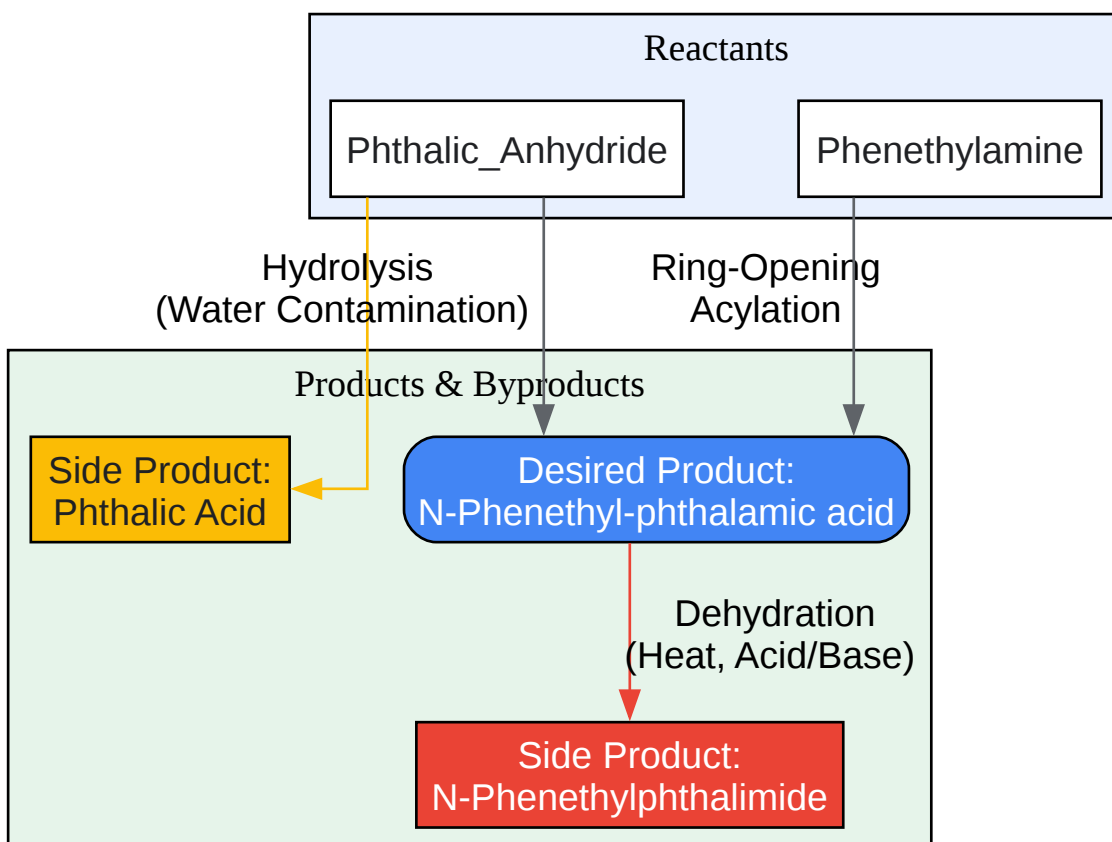 Reactants
Phthalic_Anhydride
Phenethylamine
Hydrolysis
(Water Contamination)
Ring-Opening
Acylation
Products & Byproducts
Side Product:
Phthalic Acid
Desired Product:
N-Phenethyl-phthalamic acid
Dehydration
(Heat, Acid/Base)
Side Product:
N-Phenethylphthalimide